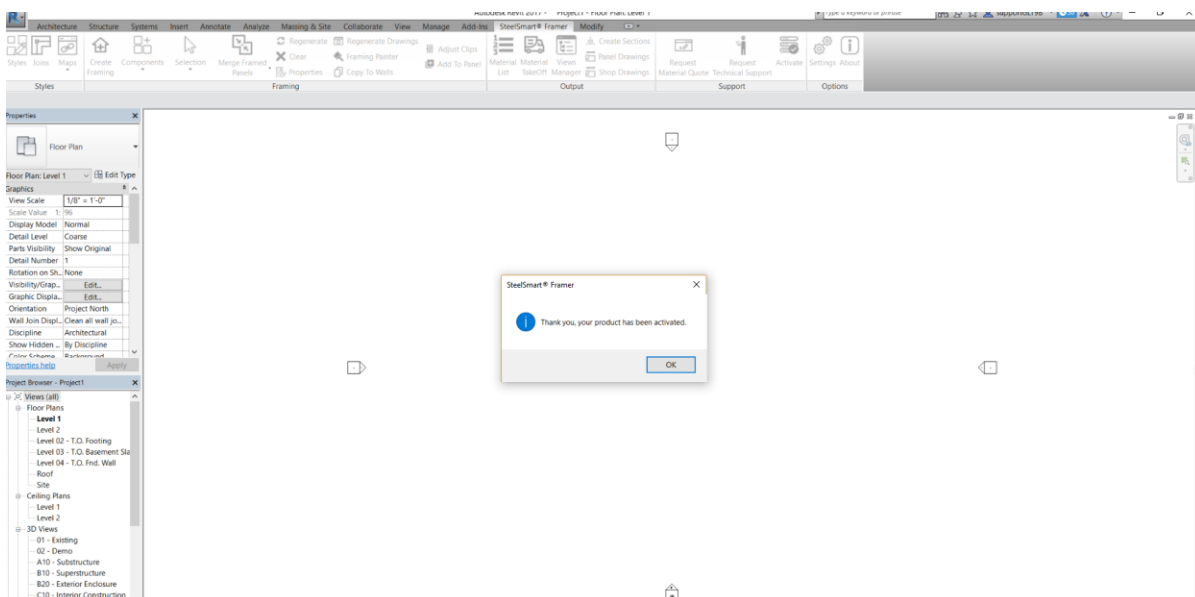 Autodesk Revit 2017 - Project1 - Floor Plan: Level 1
Type a keyword or phrase
Architecture Structure Systems Insert Annotate Analyze Massing & Site Collaborate View Manage Add-Ins SteelSmart® Framer Modify
Styles Joins Maps
Create Framing
Components
Selection
Merge Framed Panels
Regenerate
Clear
Properties
Regenerate Drawings
Framing Painter
Copy To Walls
Adjust Clips
Add To Panel
Material List
Material TakeOff
Views Manager
Create Sections
Panel Drawings
Shop Drawings
Request Material Quote
Request Technical Support
Activate
Settings About
Styles Framing Output Support Options
Properties
Floor Plan
Floor Plan: Level 1 Edit Type
Graphics
View Scale 1/8" = 1'-0"
Scale Value 1: 96
Display Model Normal
Detail Level Coarse
Parts Visibility Show Original
Detail Number 1
Rotation on Sh... None
Visibility/Grap... Edit...
Graphic Displa... Edit...
Orientation Project North
Wall Join Displ... Clean all wall jo...
Discipline Architectural
Show Hidden ... By Discipline
Color Scheme Background
Properties help Apply
Project Browser - Project1
Views (all)
Floor Plans
Level 1
Level 2
Level 02 - T.O. Footing
Level 03 - T.O. Basement Sla
Level 04 - T.O. Fnd. Wall
Roof
Site
Ceiling Plans
Level 1
Level 2
3D Views
01 - Existing
02 - Demo
A10 - Substructure
B10 - Superstructure
B20 - Exterior Enclosure
C10 - Interior Construction
SteelSmart® Framer
Thank you, your product has been activated.
OK